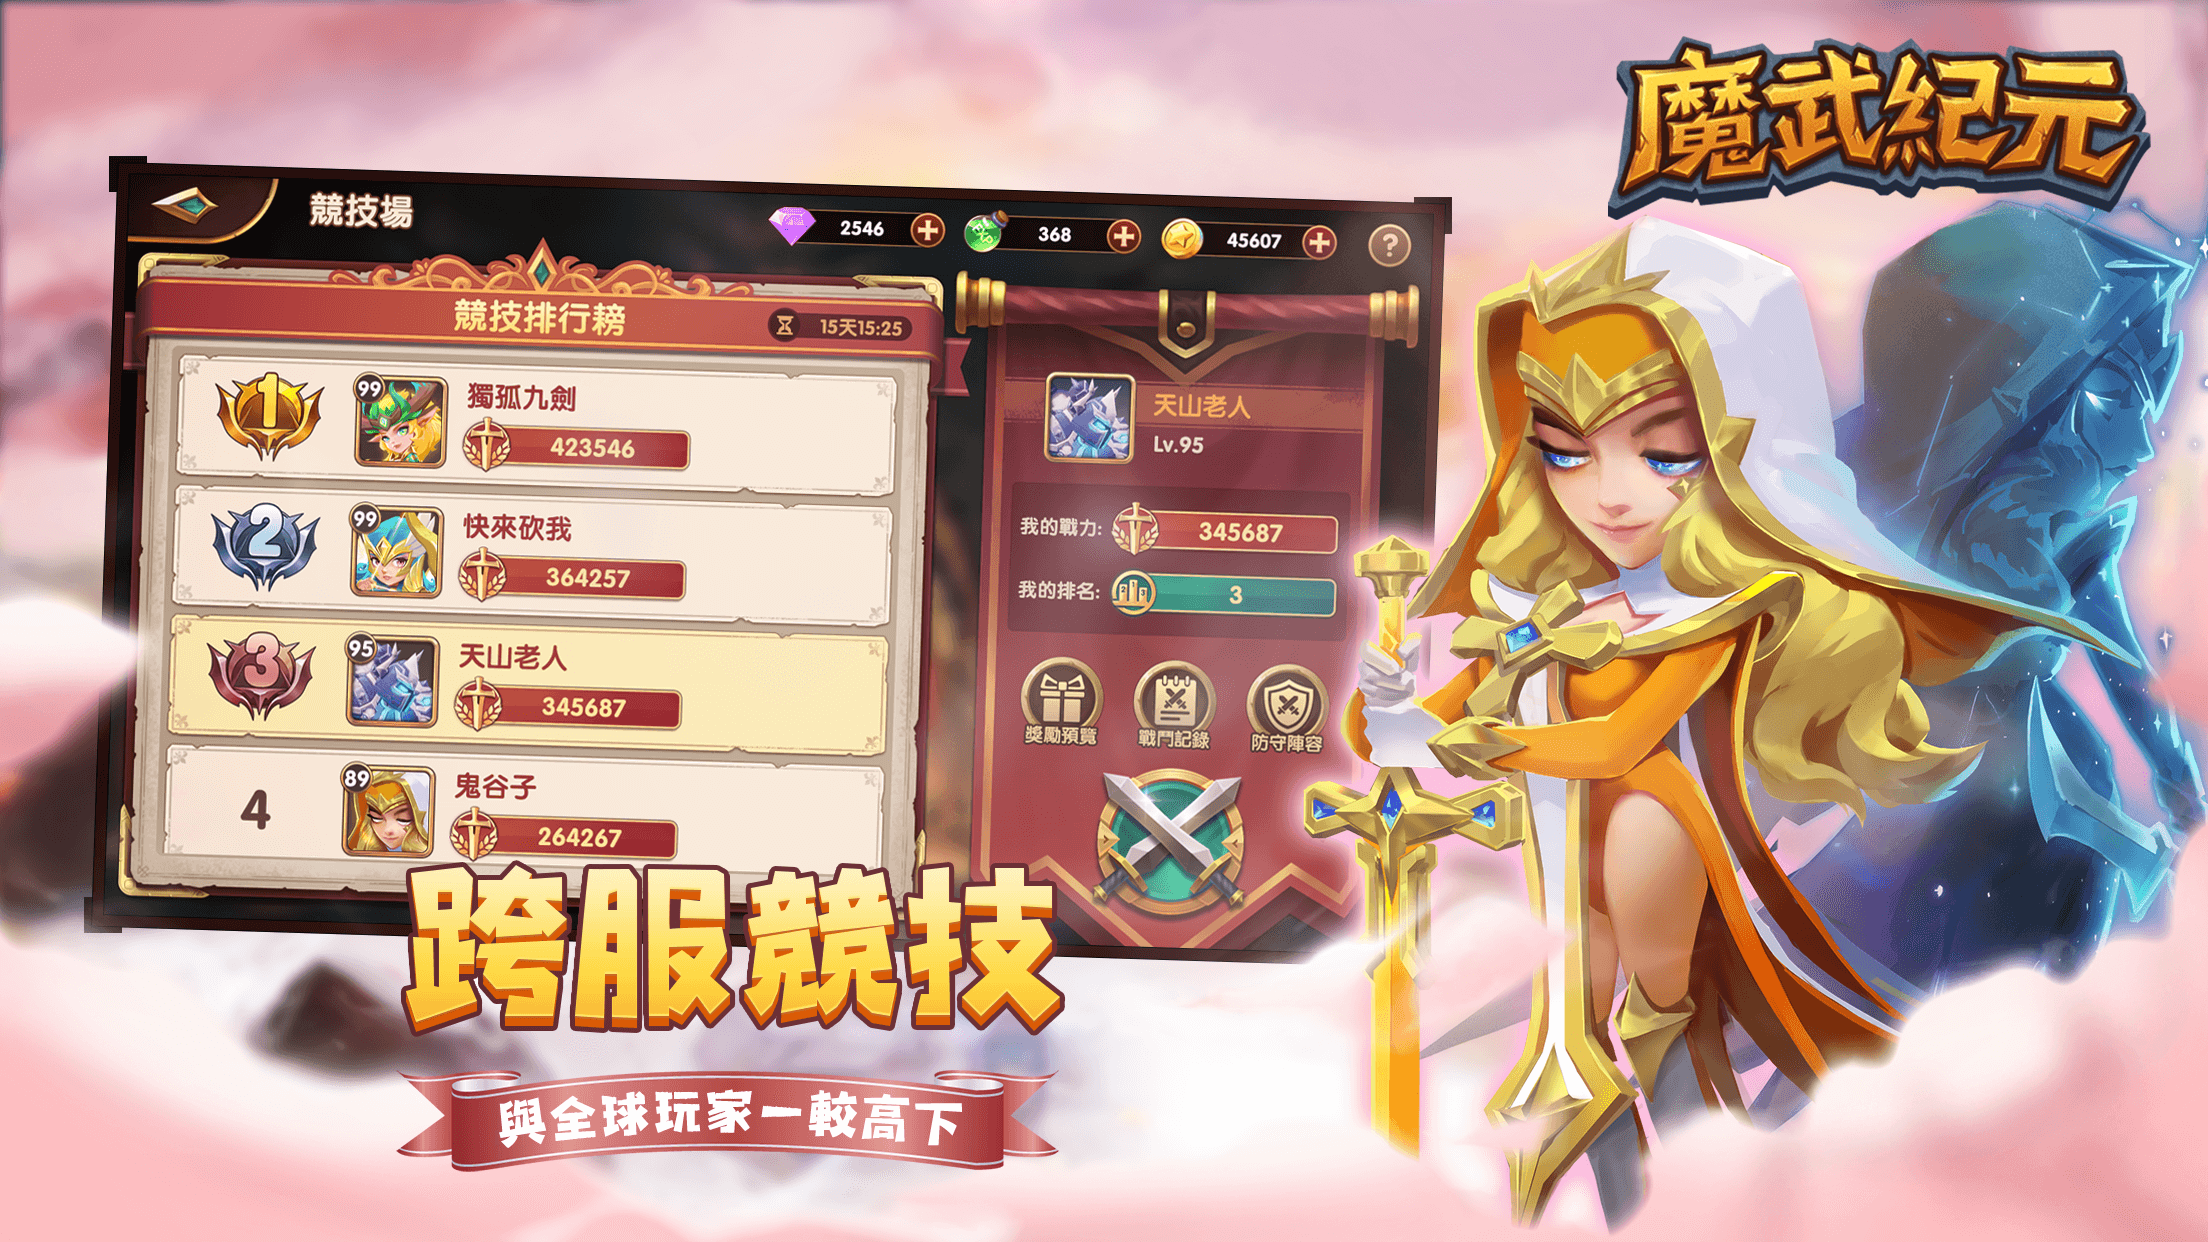 魔武紀元
競技場
2546
368
45607
?
競技排行榜
15天15:25
1
99
獨孤九劍
423546
2
99
快來砍我
364257
3
95
天山老人
345687
4
89
鬼谷子
264267
天山老人
Lv.95
我的戰力:
345687
我的排名:
3
獎勵預覽
戰鬥記錄
防守陣容
跨服競技
與全球玩家一較高下